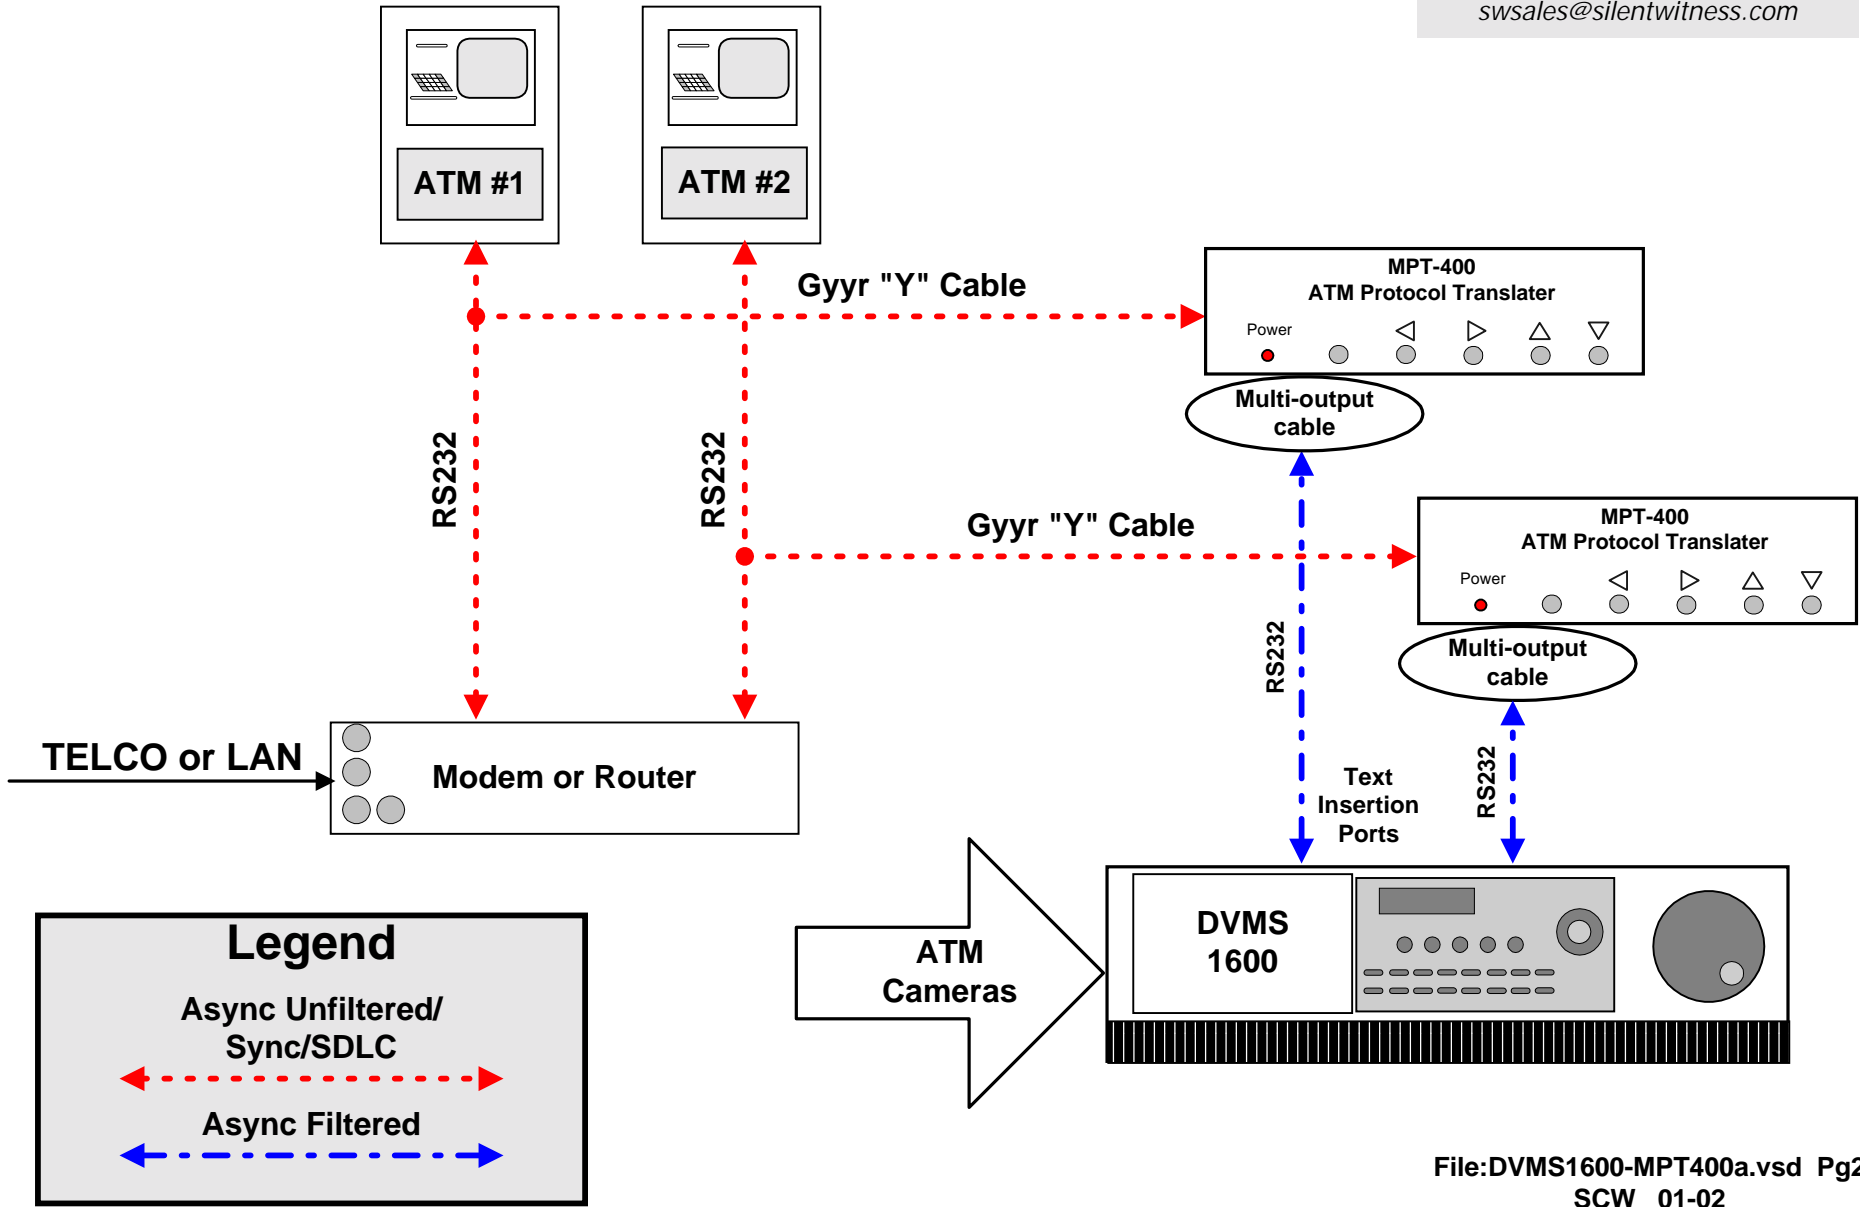 swsales@silentwitness.com
ATM #1
ATM #2
Gyyr "Y" Cable
MPT-400
ATM Protocol Translater
Power
Multi-output
cable
RS232
RS232
Gyyr "Y" Cable
MPT-400
ATM Protocol Translater
Power
Multi-output
cable
RS232
RS232
TELCO or LAN
Modem or Router
Text
Insertion
Ports
ATM
Cameras
DVMS
1600
Legend
Async Unfiltered/
Sync/SDLC
Async Filtered
File:DVMS1600-MPT400a.vsd Pg2
SCW 01-02